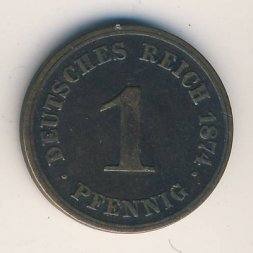 DEUTSCHES REICH 1874
1
· PFENNIG ·